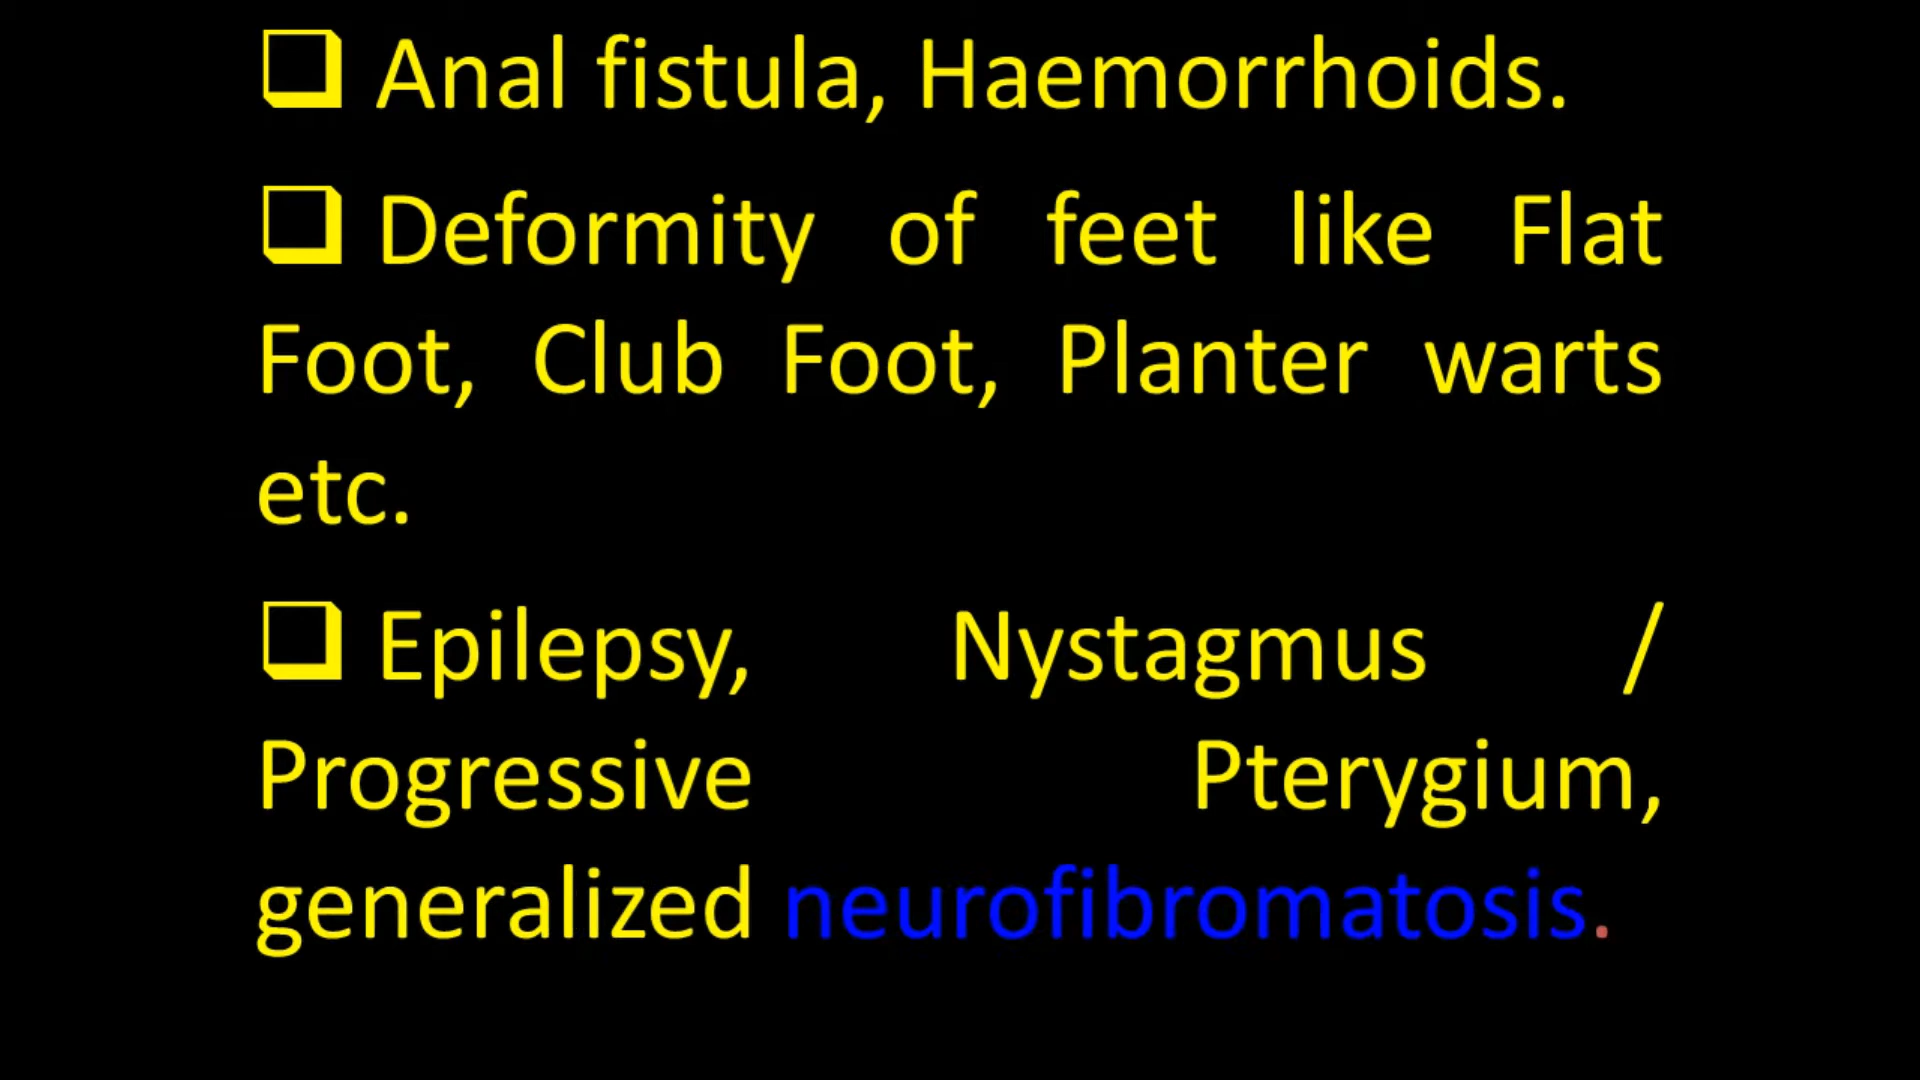 ❑ Anal fistula, Haemorrhoids.
❑ Deformity of feet like Flat
Foot, Club Foot, Planter warts
etc.
❑ Epilepsy, Nystagmus /
Progressive Pterygium,
generalized neurofibromatosis.